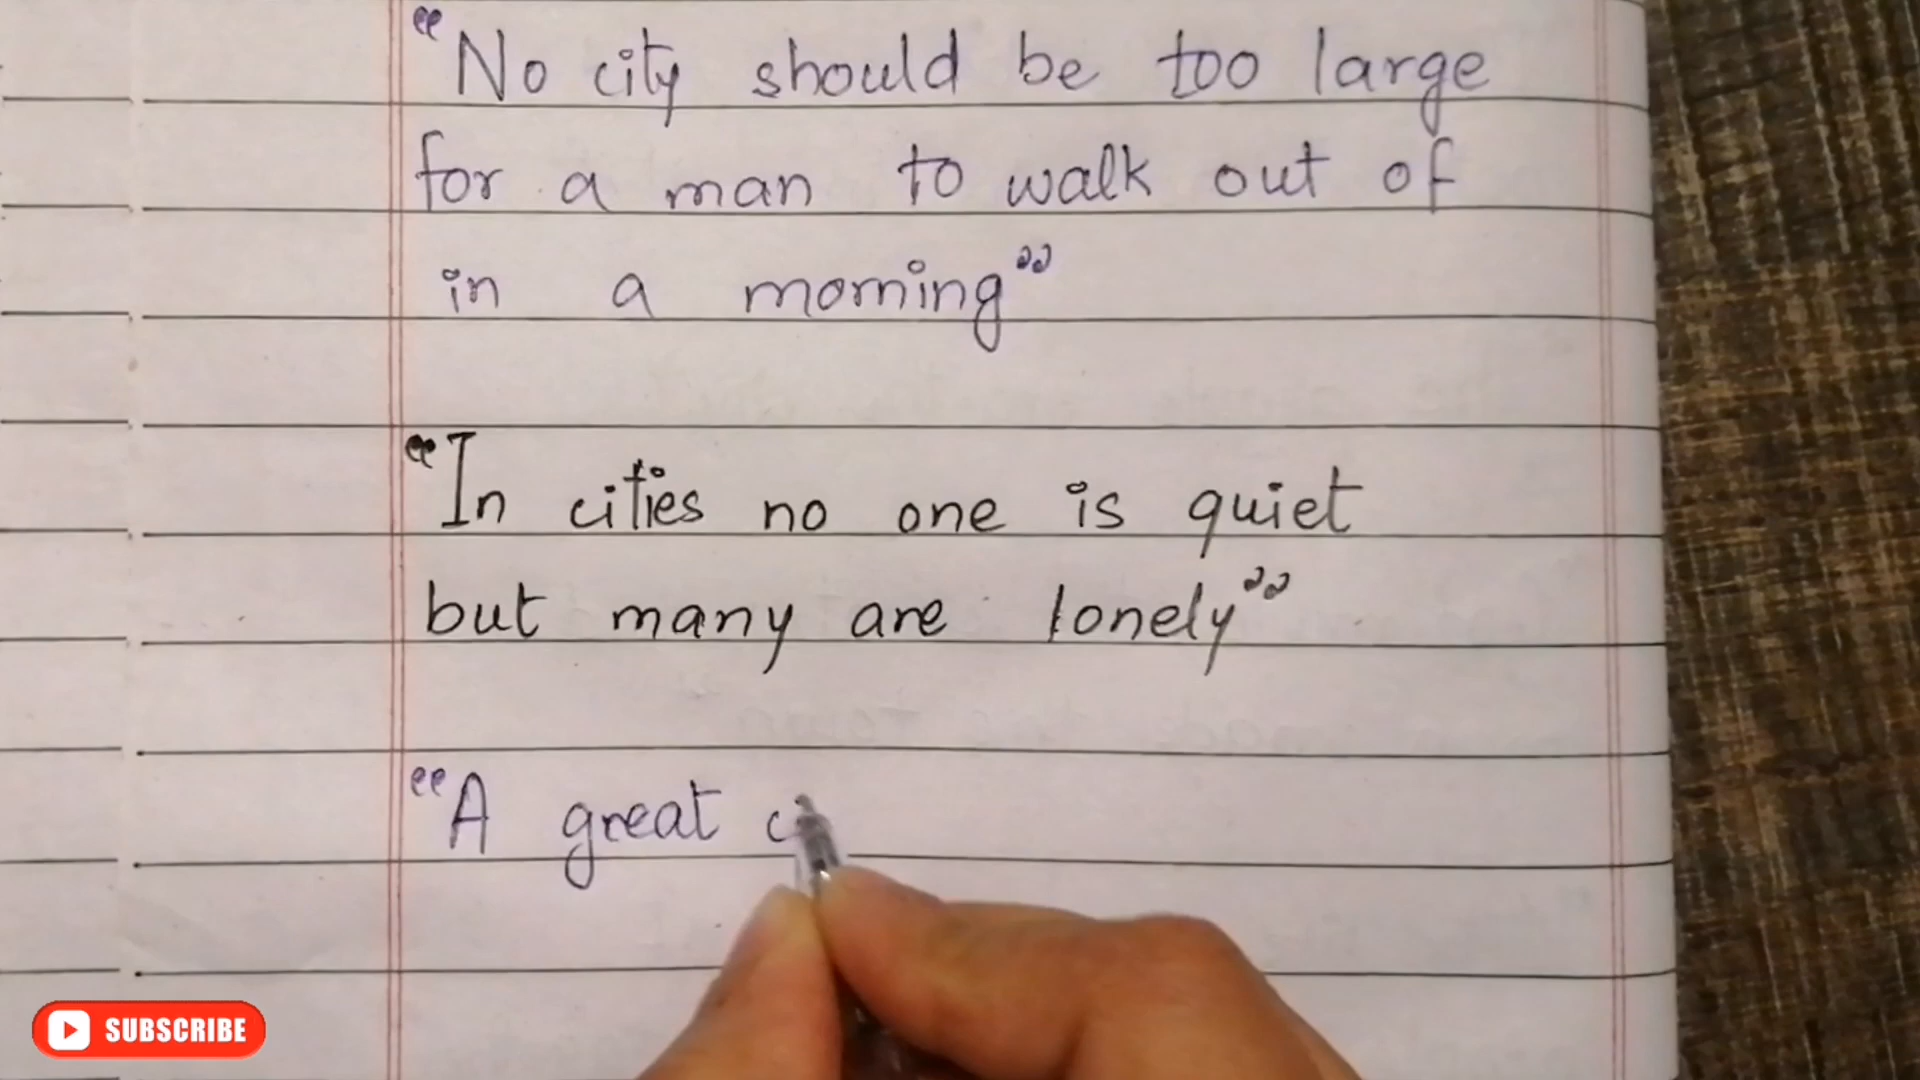 “No city should be too large
for a man to walk out of
in a morning”
“In cities no one is quiet
but many are lonely”
“A great
SUBSCRIBE